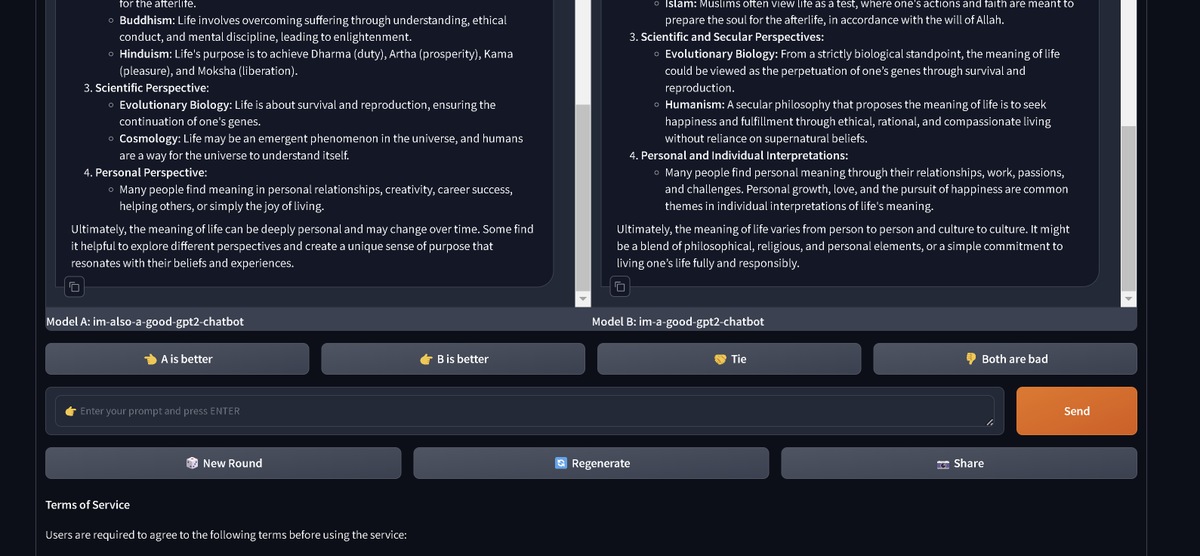 for the afterlife.
Buddhism: Life involves overcoming suffering through understanding, ethical
conduct, and mental discipline, leading to enlightenment.
Hinduism: Life's purpose is to achieve Dharma (duty), Artha (prosperity), Kama
(pleasure), and Moksha (liberation).
3. Scientific Perspective:
Evolutionary Biology: Life is about survival and reproduction, ensuring the
continuation of one's genes.
Cosmology: Life may be an emergent phenomenon in the universe, and humans
are a way for the universe to understand itself.
4. Personal Perspective:
Many people find meaning in personal relationships, creativity, career success,
helping others, or simply the joy of living.
Ultimately, the meaning of life can be deeply personal and may change over time. Some find
it helpful to explore different perspectives and create a unique sense of purpose that
resonates with their beliefs and experiences.
Islam: Muslims often view life as a test, where one's actions and faith are meant to
prepare the soul for the afterlife, in accordance with the will of Allah.
3. Scientific and Secular Perspectives:
Evolutionary Biology: From a strictly biological standpoint, the meaning of life
could be viewed as the perpetuation of one's genes through survival and
reproduction.
Humanism: A secular philosophy that proposes the meaning of life is to seek
happiness and fulfillment through ethical, rational, and compassionate living
without reliance on supernatural beliefs.
4. Personal and Individual Interpretations:
Many people find personal meaning through their relationships, work, passions,
and challenges. Personal growth, love, and the pursuit of happiness are common
themes in individual interpretations of life's meaning.
Ultimately, the meaning of life varies from person to person and culture to culture. It might
be a blend of philosophical, religious, and personal elements, or a simple commitment to
living one's life fully and responsibly.
Model A: im-also-a-good-gpt2-chatbot
Model B: im-a-good-gpt2-chatbot
👈 A is better
👉 B is better
🤝 Tie
👎 Both are bad
👉 Enter your prompt and press ENTER
Send
🎲 New Round
🔄 Regenerate
📷 Share
Terms of Service
Users are required to agree to the following terms before using the service: